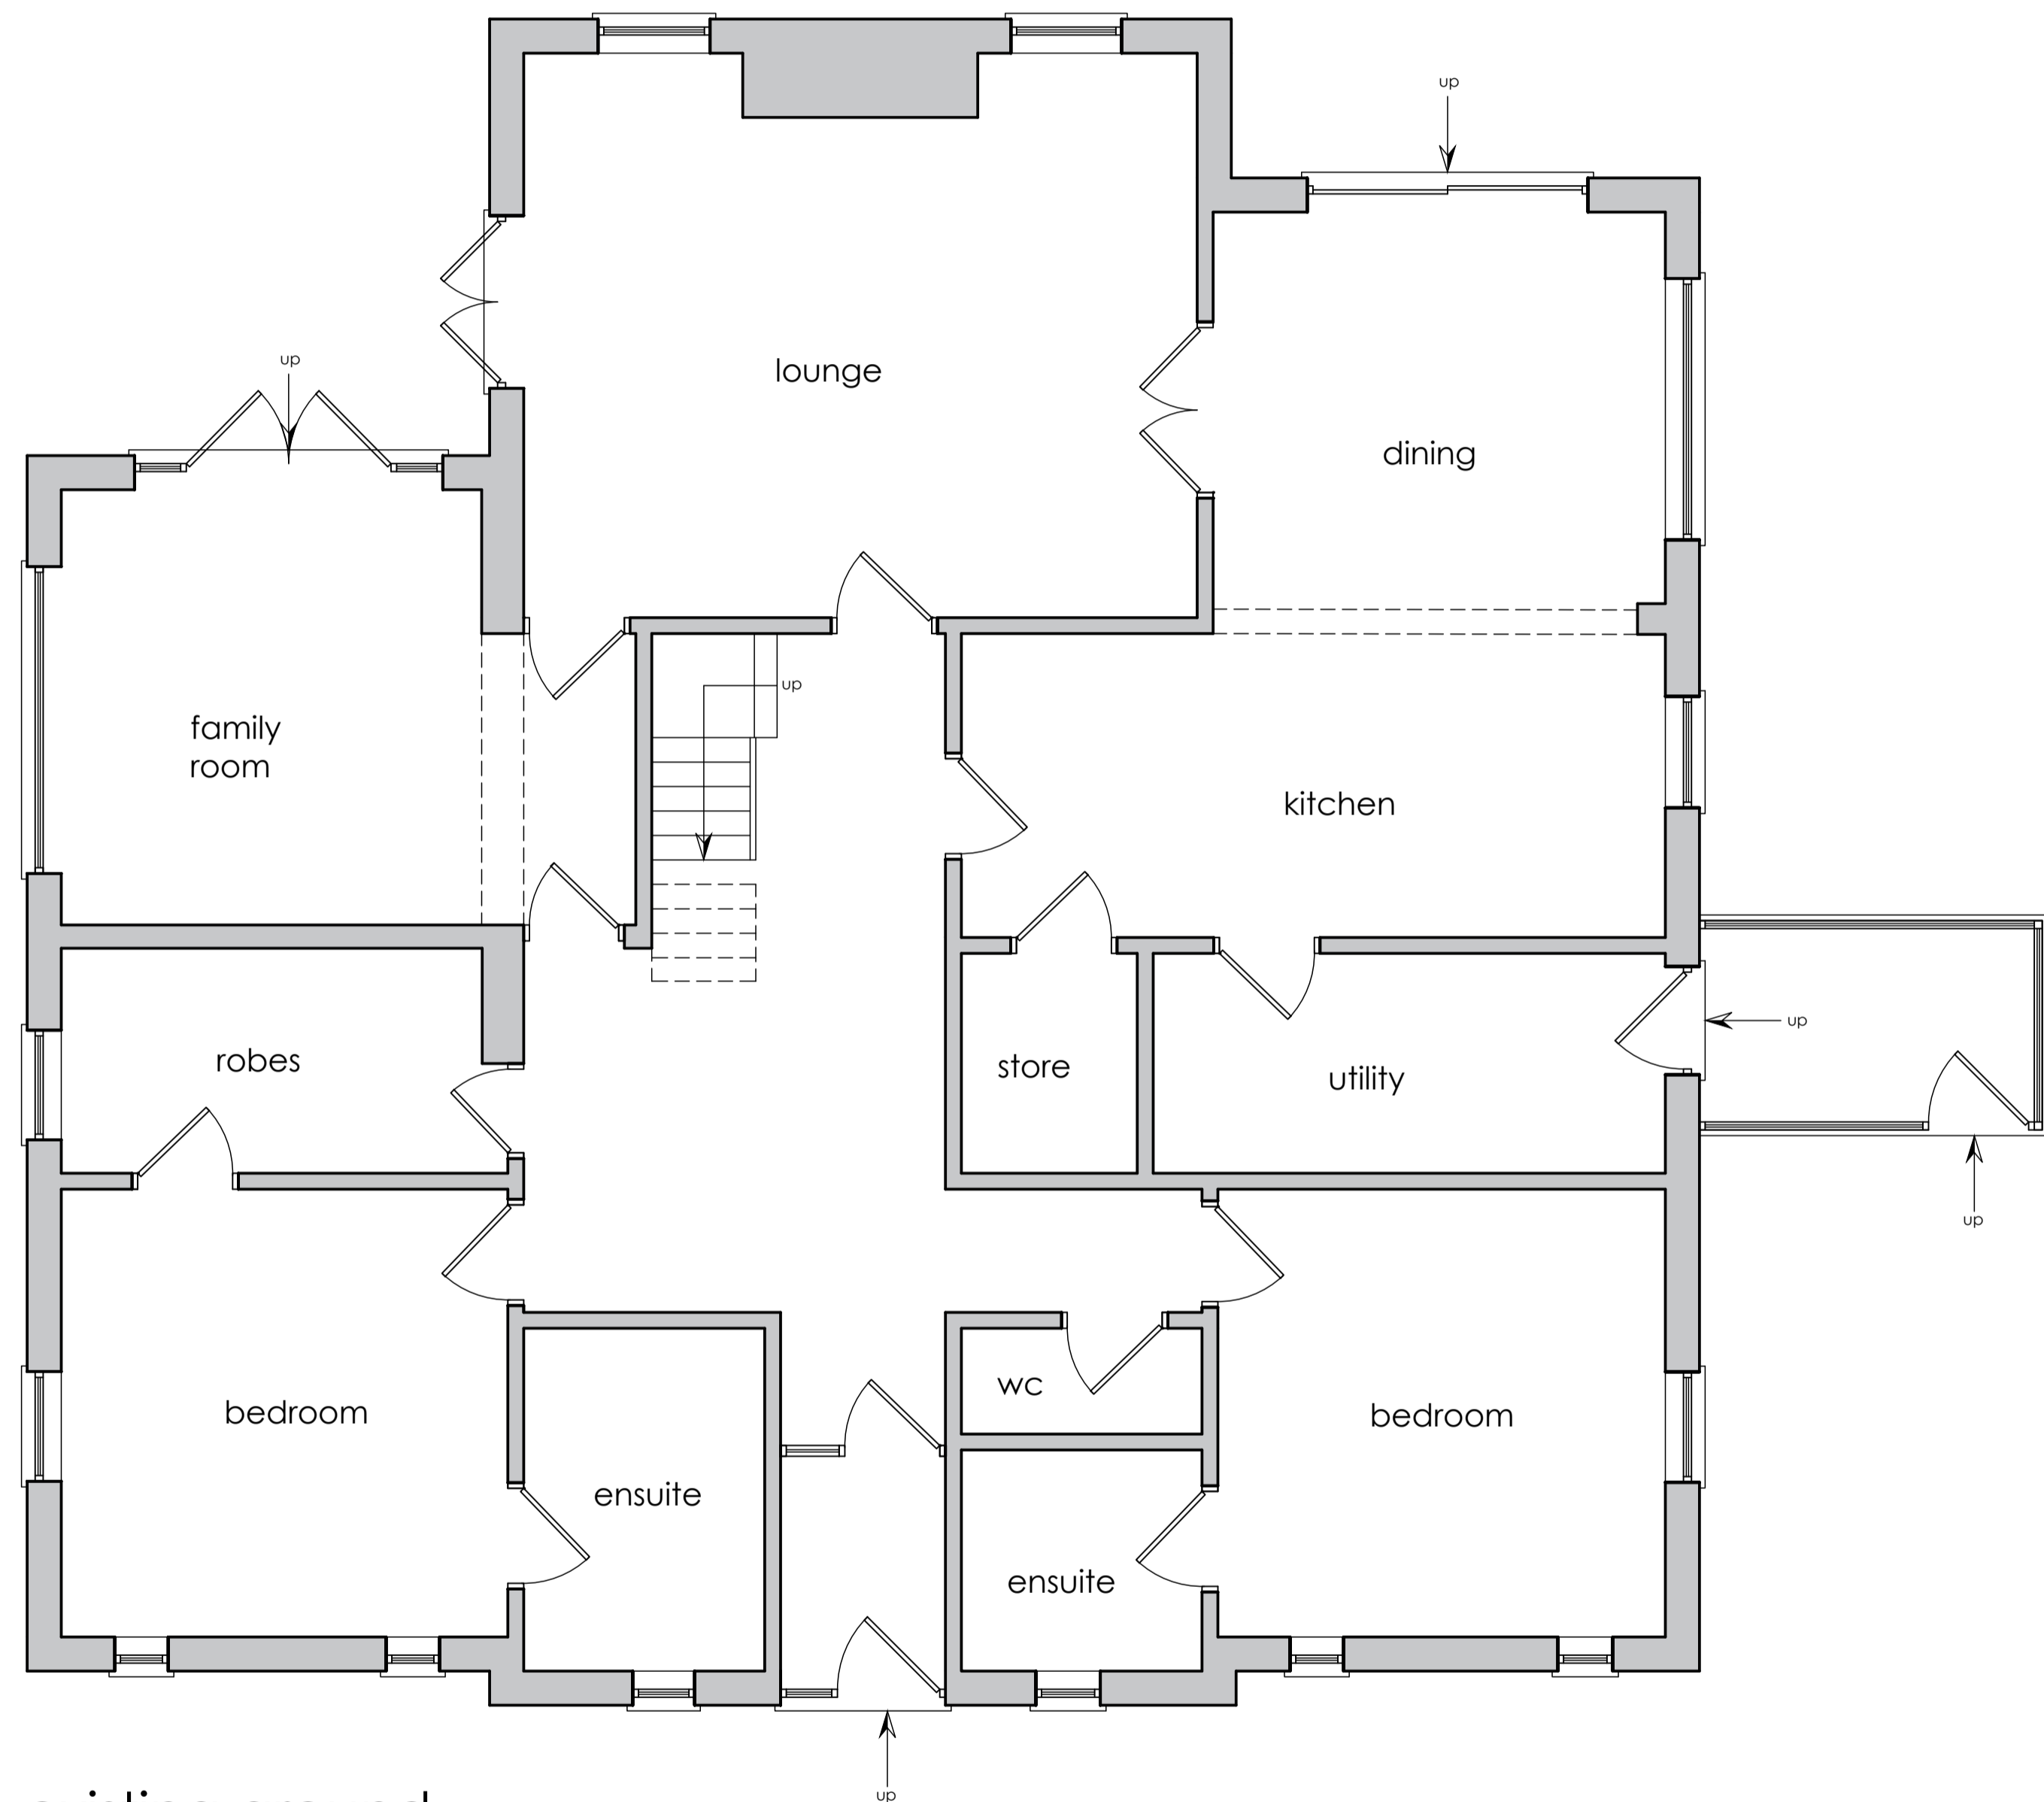 up
up
lounge
dining
up
family
room
kitchen
robes
store
utility
up
up
bedroom
wc
bedroom
ensuite
ensuite
up